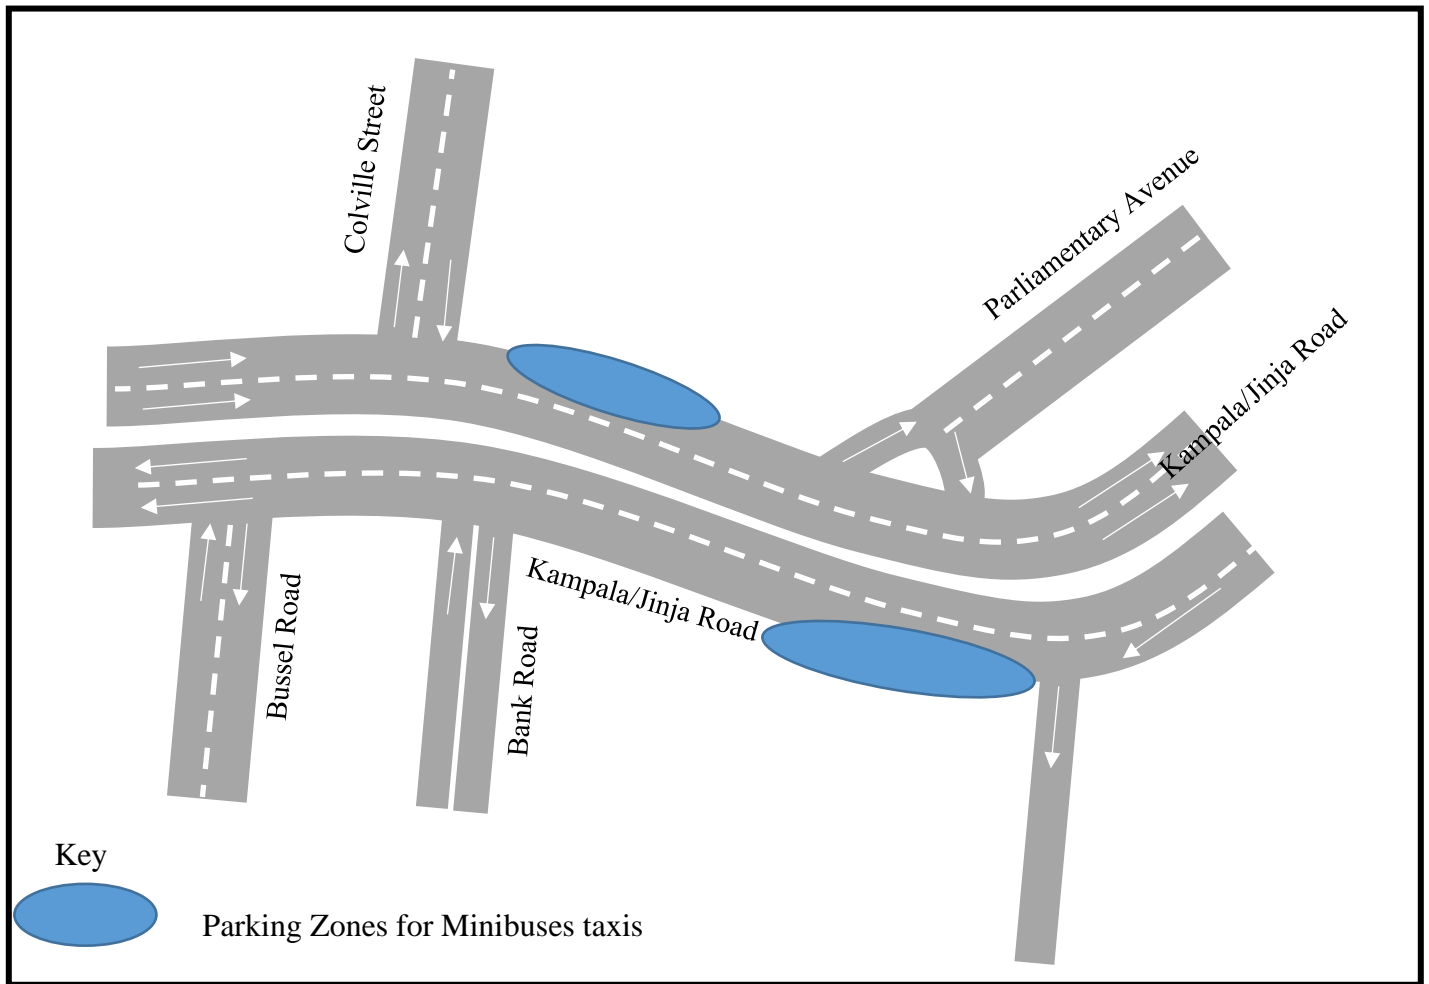 Colville Street
Parliamentary Avenue
Kampala/Jinja Road
Kampala/Jinja Road
Bussel Road
Bank Road
Key
Parking Zones for Minibuses taxis